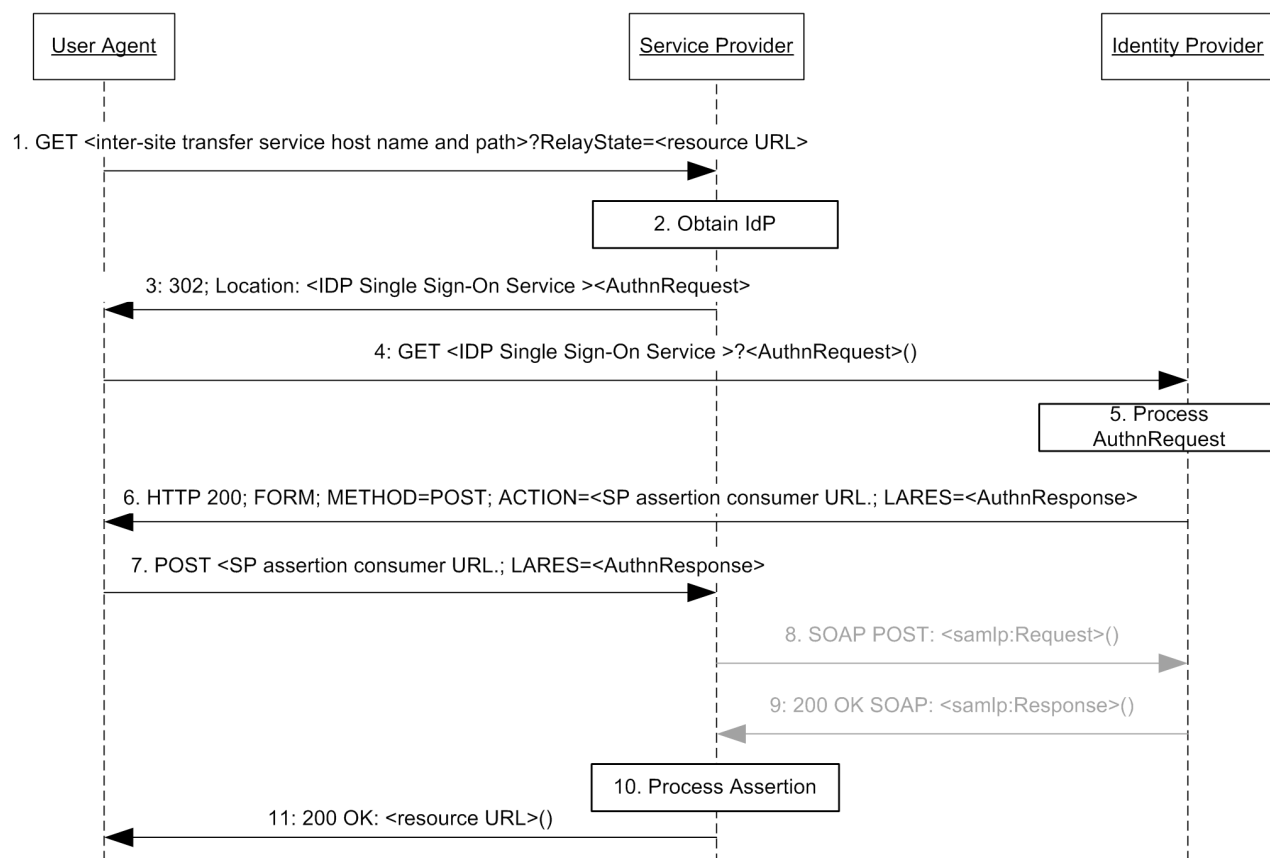 User Agent
Service Provider
Identity Provider
1. GET <inter-site transfer service host name and path>?RelayState=<resource URL>
2. Obtain IdP
3: 302; Location: <IDP Single Sign-On Service ><AuthnRequest>
4: GET <IDP Single Sign-On Service >?<AuthnRequest>()
5. Process
AuthnRequest
6. HTTP 200; FORM; METHOD=POST; ACTION=<SP assertion consumer URL.; LARES=<AuthnResponse>
7. POST <SP assertion consumer URL.; LARES=<AuthnResponse>
8. SOAP POST: <samlp:Request>()
9: 200 OK SOAP: <samlp:Response>()
10. Process Assertion
11: 200 OK: <resource URL>()